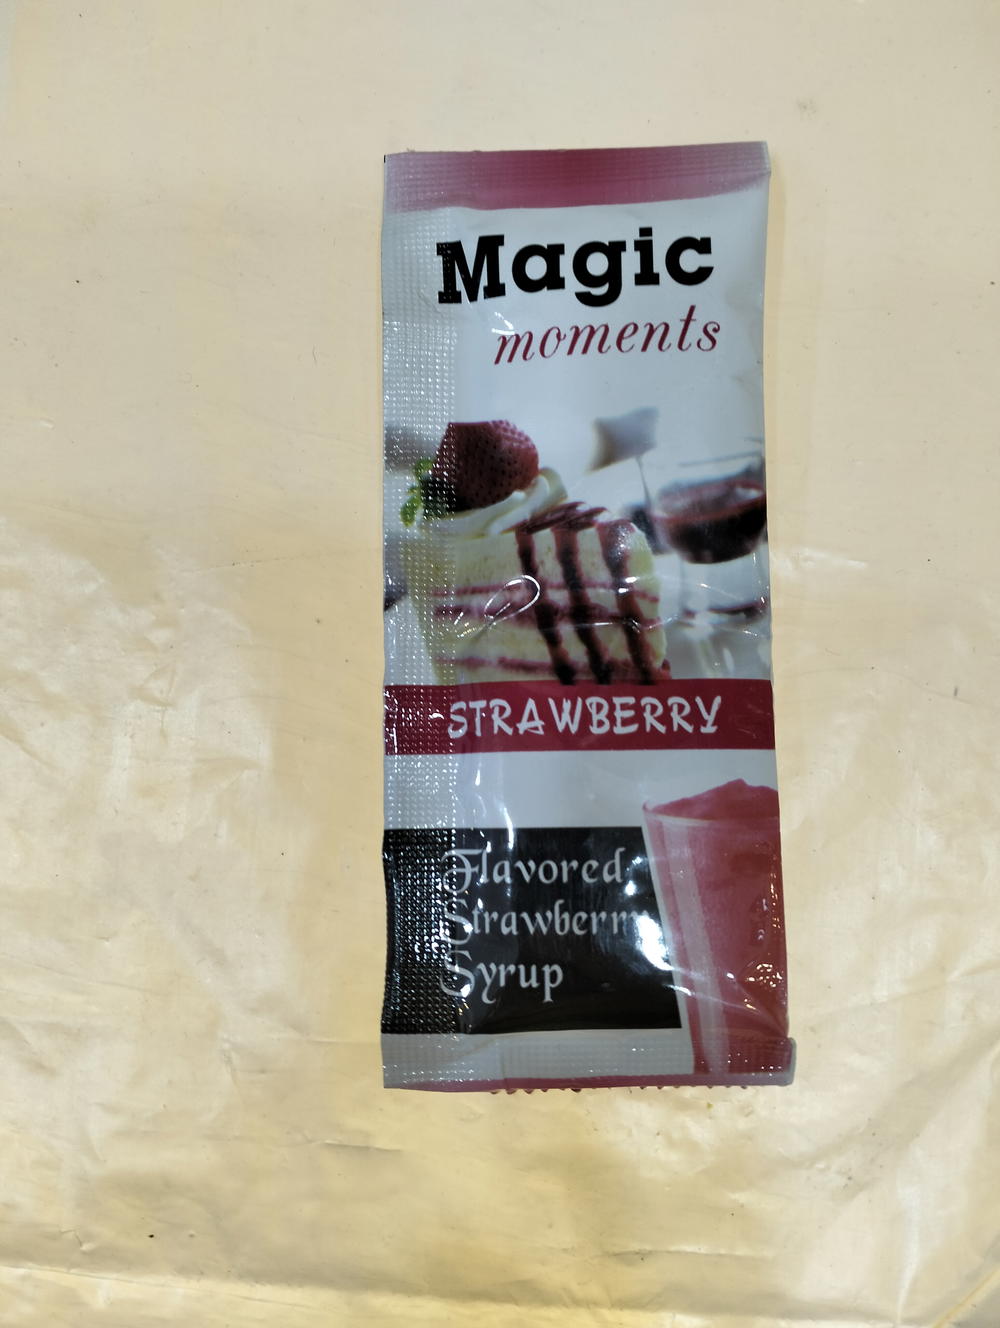 Magic
moments
STRAWBERRY
Flavored
Strawberry
Syrup